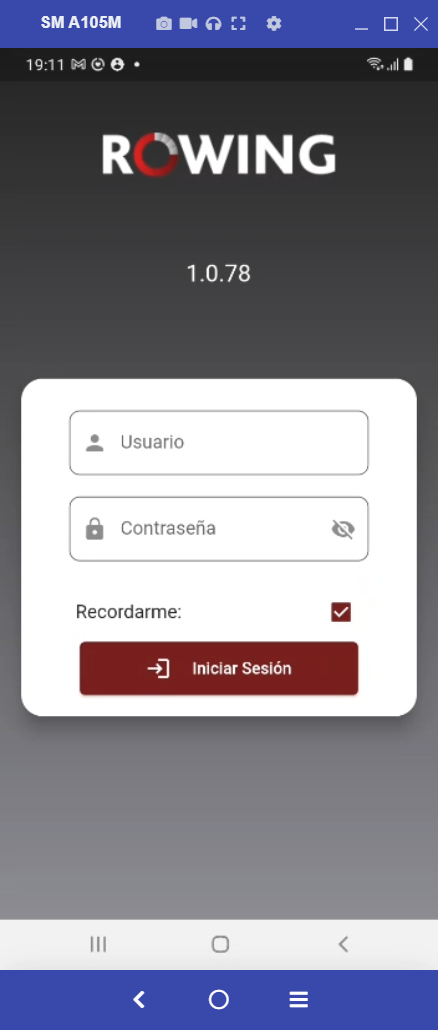 SM A105M
19:11
ROWING
1.0.78
Usuario
Contraseña
Recordarme:
Iniciar Sesión